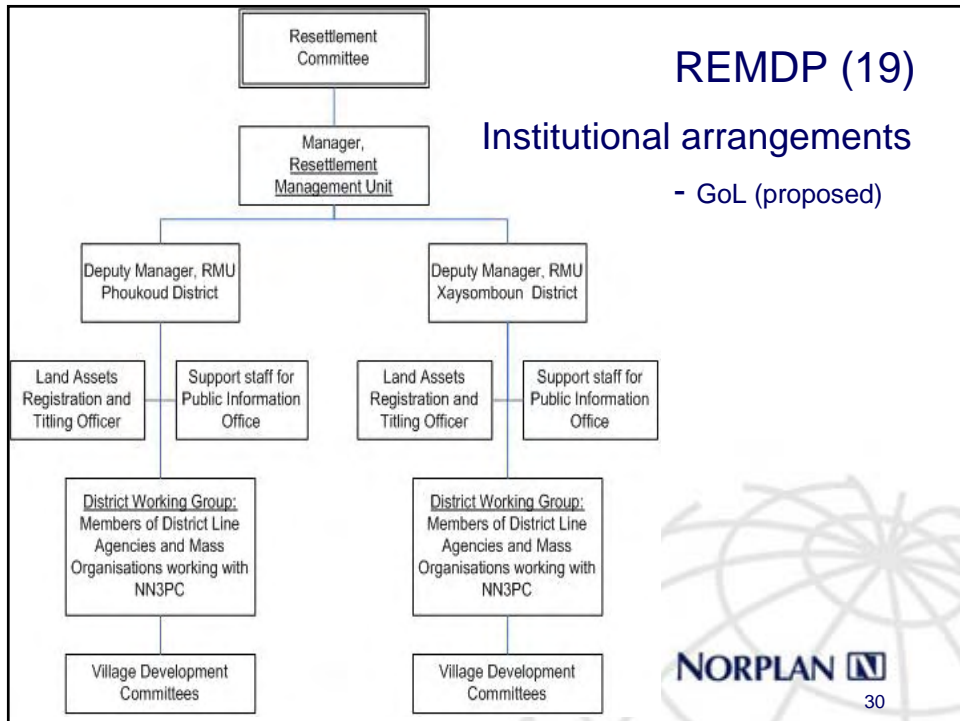 REMDP (19)
Institutional arrangements
- GoL (proposed)
Resettlement
Committee
Manager,
Resettlement
Management Unit
Deputy Manager, RMU
Phoukoud District
Deputy Manager, RMU
Xaysomboun District
Land Assets
Registration and
Titling Officer
Support staff for
Public Information
Office
Land Assets
Registration and
Titling Officer
Support staff for
Public Information
Office
District Working Group:
Members of District Line
Agencies and Mass
Organisations working with
NN3PC
District Working Group:
Members of District Line
Agencies and Mass
Organisations working with
NN3PC
Village Development
Committees
Village Development
Committees
NORPLAN N
30